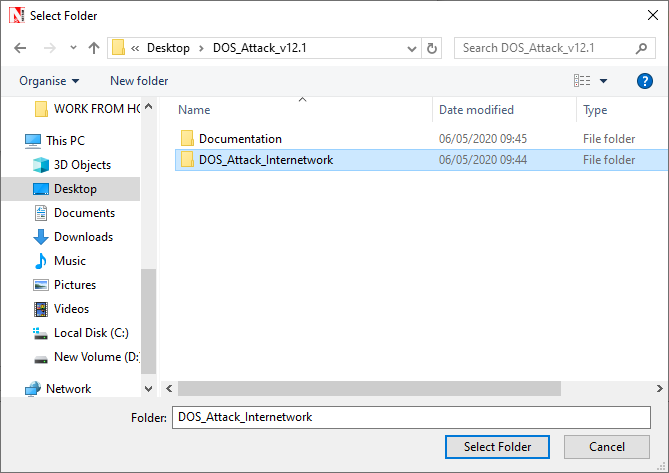 Select Folder
« Desktop > DOS_Attack_v12.1
Search DOS_Attack_v12.1
Organise
New folder
Name
Date modified
Type
WORK FROM HO
This PC
3D Objects
Desktop
Documents
Downloads
Music
Pictures
Videos
Local Disk (C:)
New Volume (D:
Network
Documentation 06/05/2020 09:45 File folder
DOS_Attack_Internetwork 06/05/2020 09:44 File folder
Folder: DOS_Attack_Internetwork
Select Folder
Cancel